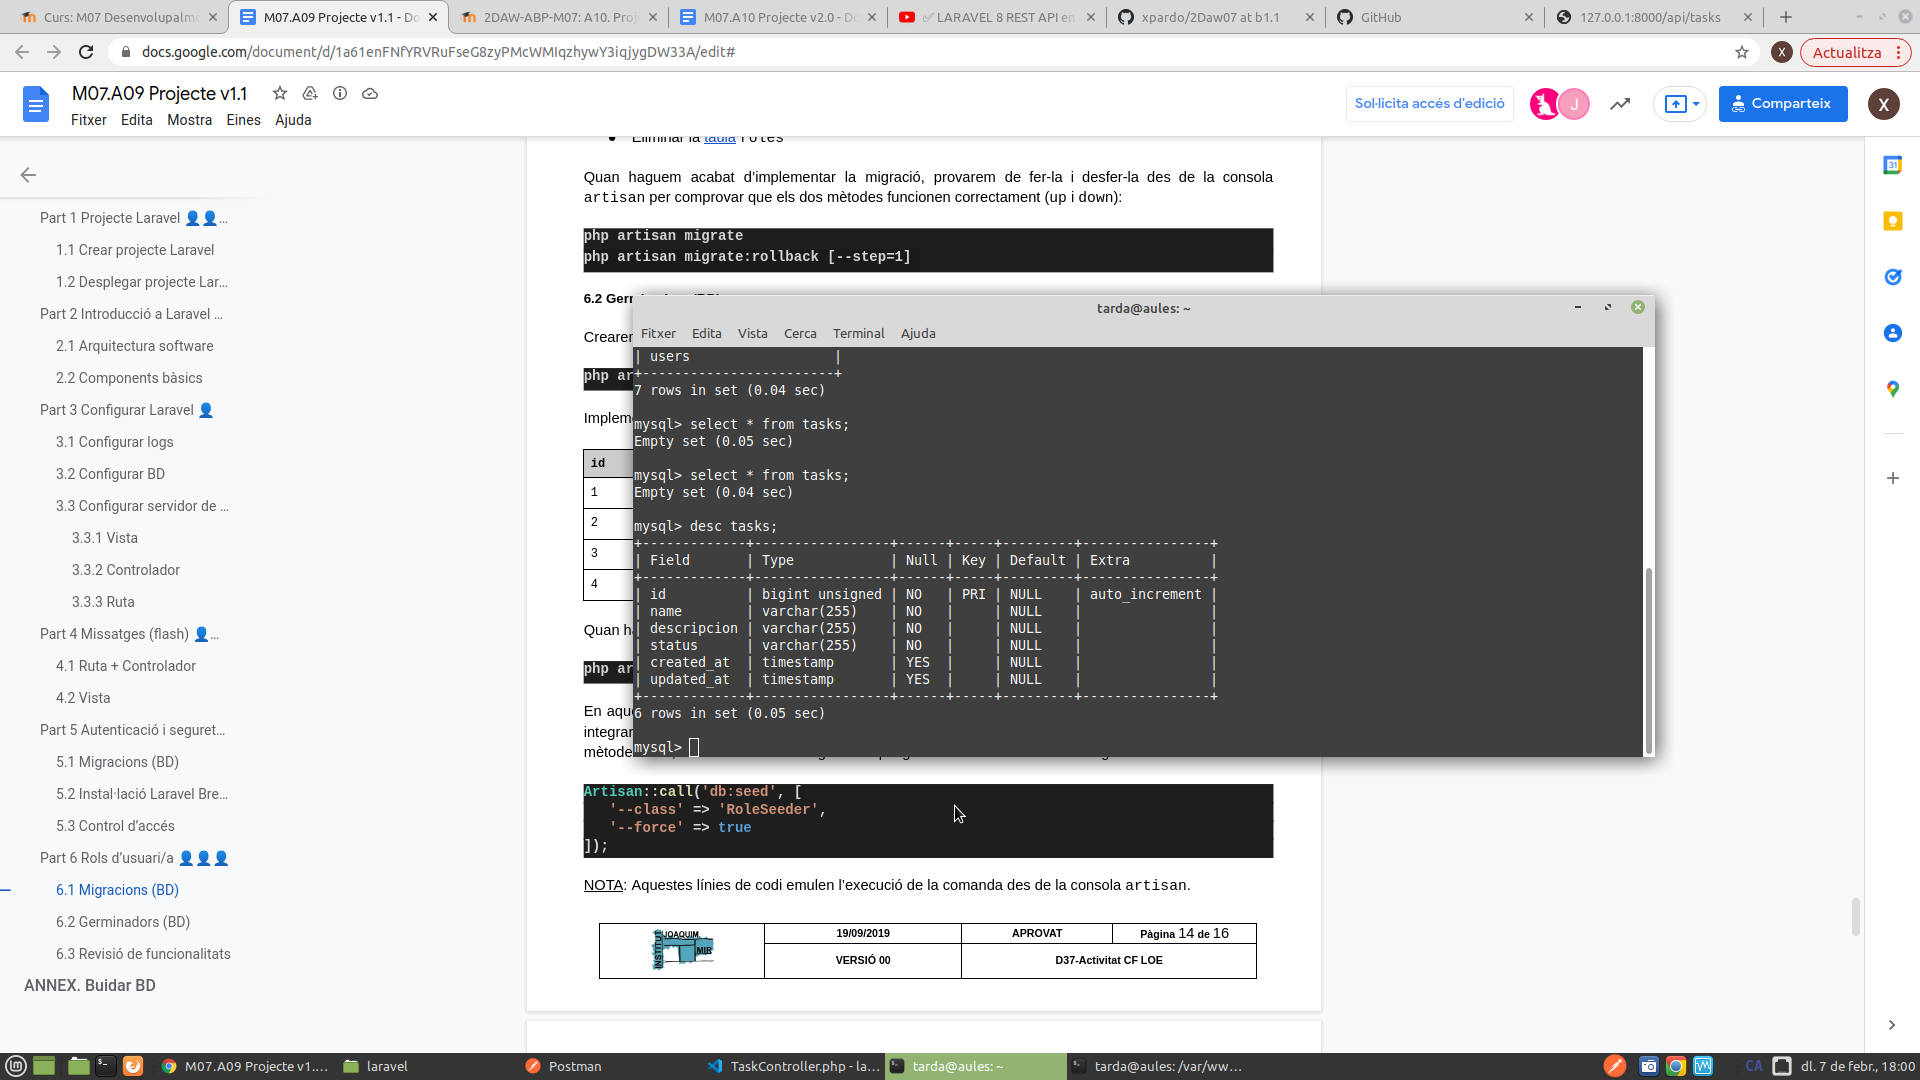 Curs: M07 Desenvolupalme
M07.A09 Projecte v1.1 - Do
2DAW-ABP-M07: A10. Proj
M07.A10 Projecte v2.0 - Do
LARAVEL 8 REST API en
xpardo/2Daw07 at b1.1
GitHub
127.0.0.1:8000/api/tasks
docs.google.com/document/d/1a61enFNfYRVRuFseG8zyPMcWMIqzhywY3iqjygDW33A/edit#
X
Actualitza
M07.A09 Projecte v1.1
Fitxer Edita Mostra Eines Ajuda
Sol·licita accés d'edició
J
Comparteix
X
Part 1 Projecte Laravel 👤👤…
1.1 Crear projecte Laravel
1.2 Desplegar projecte Lar…
Part 2 Introducció a Laravel …
2.1 Arquitectura software
2.2 Components bàsics
Part 3 Configurar Laravel 👤
3.1 Configurar logs
3.2 Configurar BD
3.3 Configurar servidor de …
3.3.1 Vista
3.3.2 Controlador
3.3.3 Ruta
Part 4 Missatges (flash) 👤…
4.1 Ruta + Controlador
4.2 Vista
Part 5 Autenticació i seguret…
5.1 Migracions (BD)
5.2 Instal·lació Laravel Bre…
5.3 Control d'accés
Part 6 Rols d'usuari/a 👤👤👤
6.1 Migracions (BD)
6.2 Germinadors (BD)
6.3 Revisió de funcionalitats
ANNEX. Buidar BD
● Eliminar la taula roles
Quan haguem acabat d'implementar la migració, provarem de fer-la i desfer-la des de la consola
artisan per comprovar que els dos mètodes funcionen correctament (up i down):
php artisan migrate
php artisan migrate:rollback [--step=1]
6.2 Ger
Crearem
php ar
Impleme
id
1
2
3
4
Quan ha
php ar
En aque
integrar
mètode
tarda@aules: ~
Fitxer Edita Vista Cerca Terminal Ajuda
| users                 |
+------------------------+
7 rows in set (0.04 sec)
mysql> select * from tasks;
Empty set (0.05 sec)
mysql> select * from tasks;
Empty set (0.04 sec)
mysql> desc tasks;
+-------------+-----------------+------+-----+---------+----------------+
| Field       | Type            | Null | Key | Default | Extra          |
+-------------+-----------------+------+-----+---------+----------------+
| id          | bigint unsigned | NO   | PRI | NULL    | auto_increment |
| name        | varchar(255)    | NO   |     | NULL    |                |
| descripcion | varchar(255)    | NO   |     | NULL    |                |
| status      | varchar(255)    | NO   |     | NULL    |                |
| created_at  | timestamp       | YES  |     | NULL    |                |
| updated_at  | timestamp       | YES  |     | NULL    |                |
+-------------+-----------------+------+-----+---------+----------------+
6 rows in set (0.05 sec)
mysql>
Artisan::call('db:seed', [
'--class' => 'RoleSeeder',
'--force' => true
]);
NOTA: Aquestes línies de codi emulen l'execució de la comanda des de la consola artisan.
INSTITUT JOAQUIM MIR
19/09/2019
APROVAT
Pàgina 14 de 16
VERSIÓ 00
D37-Activitat CF LOE
M07.A09 Projecte v1....
laravel
Postman
TaskController.php - la...
tarda@aules: ~
tarda@aules: /var/ww...
CA
dl. 7 de febr., 18:00